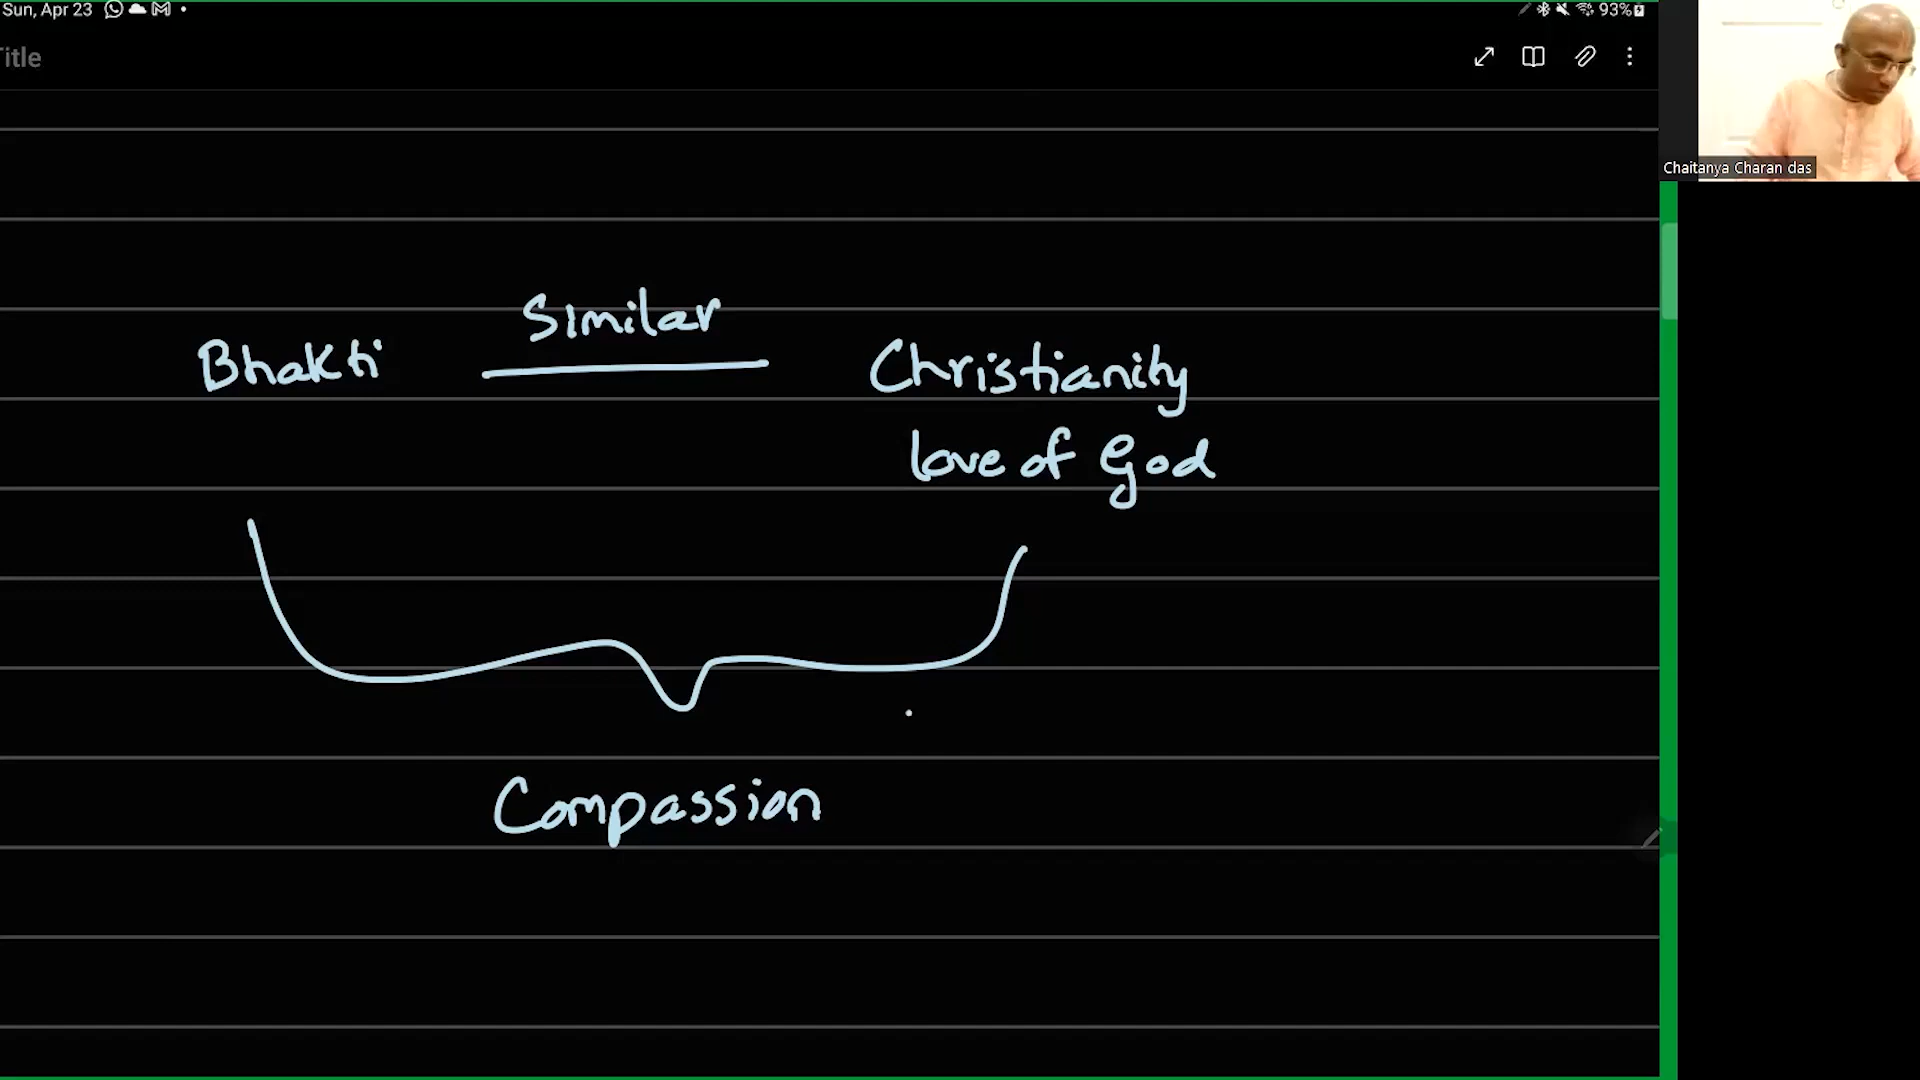 Sun, Apr 23
93%
Title
Chaitanya Charan das
Similar
Bhakti
Christianity
love of God
Compassion